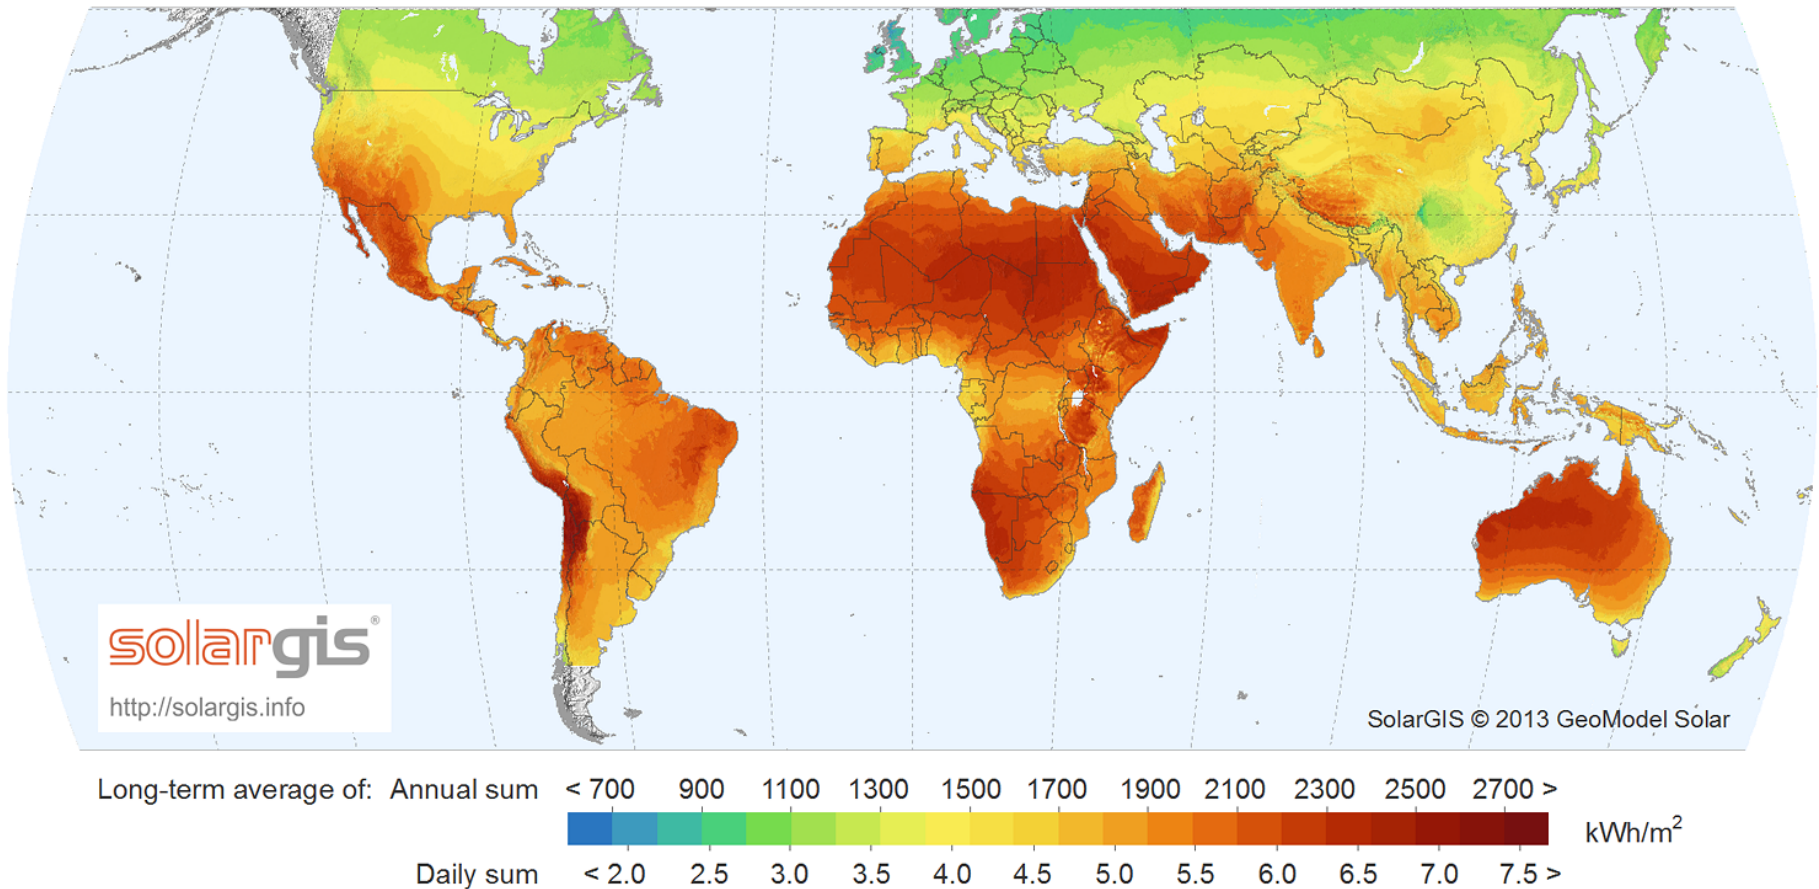 solargis®
http://solargis.info
SolarGIS © 2013 GeoModel Solar
Long-term average of: Annual sum < 700 900 1100 1300 1500 1700 1900 2100 2300 2500 2700 >
kWh/m²
Daily sum < 2.0 2.5 3.0 3.5 4.0 4.5 5.0 5.5 6.0 6.5 7.0 7.5 >